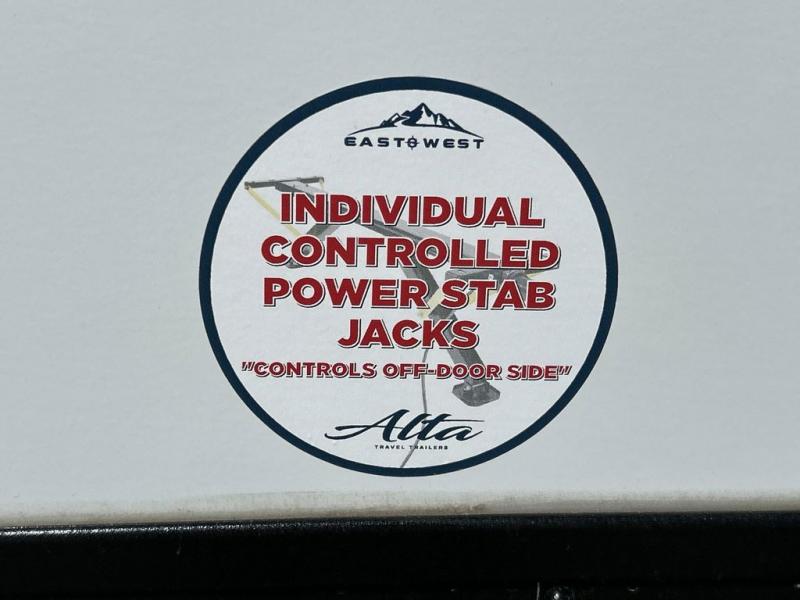 EAST WEST
INDIVIDUAL
CONTROLLED
POWER STAB
JACKS
"CONTROLS OFF-DOOR SIDE"
Alta
TRAVEL TRAILERS